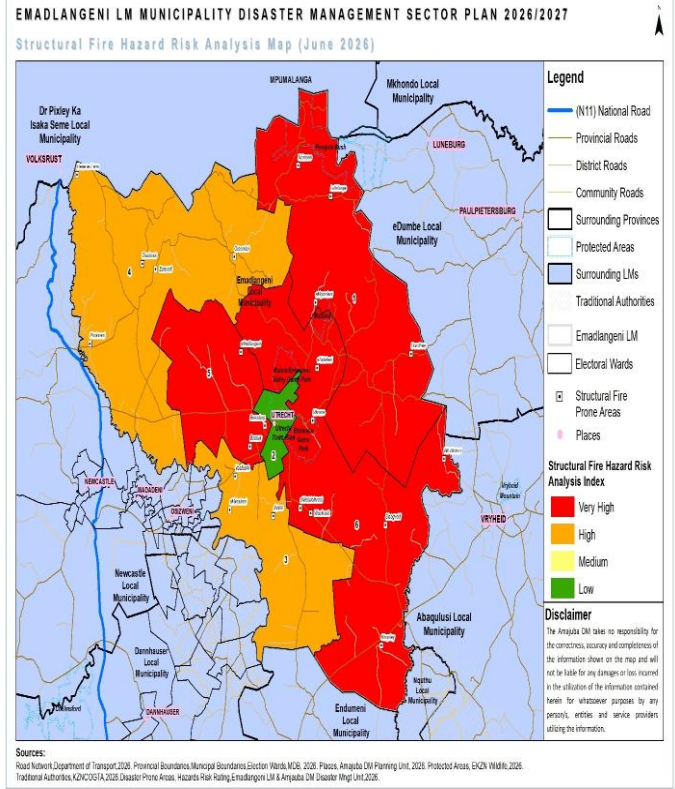 EMADLANGENI LM MUNICIPALITY DISASTER MANAGEMENT SECTOR PLAN 2026/2027
Structural Fire Hazard Risk Analysis Map (June 2026)
N
MPUMALANGA
Mkhondo Local
Municipality
Dr Pixley Ka
Isaka Seme Local
Municipality
VOLKSRUST
LUNEBURG
PAULPIETERSBURG
eDumbe Local
Municipality
4
Emadlangeni
Local
Municipality
1
5
UTRECHT
2
NEWCASTLE
MADADENI
OSIZWENI
6
3
Vryheid
Mountain
VRYHEID
Newcastle
Local
Municipality
Dannhauser
Local
Municipality
DANNHAUSER
Abaqulusi Local
Municipality
Nquthu
Local
Municipality
Endumeni
Local
Municipality
Legend
(N11) National Road
Provincial Roads
District Roads
Community Roads
Surrounding Provinces
Protected Areas
Surrounding LMs
Traditional Authorities
Emadlangeni LM
Electoral Wards
Structural Fire
Prone Areas
Places
Structural Fire Hazard Risk
Analysis Index
Very High
High
Medium
Low
Disclaimer
The Amajuba DM takes no responsibility for
the correctness, accuracy and completeness of
the information shown on the map and will
not be liable for any damages or loss incurred
in the utilization of the information contained
herein for whatsoever purposes by any
person/s, entities and service providers
utilizing the information.
Sources:
Road Network,Department of Transport,2026. Provincial Boundaries,Municipal Boundaries,Election Wards,MDB, 2026. Places, Amajuba DM Planning Unit, 2026. Protected Areas, EKZN Wildlife,2026.
Traditional Authorities,KZNCOGTA,2026.Disaster Prone Areas, Hazards Risk Rating,Emadlangeni LM & Amjauba DM Disaster Mngt Unit,2026.